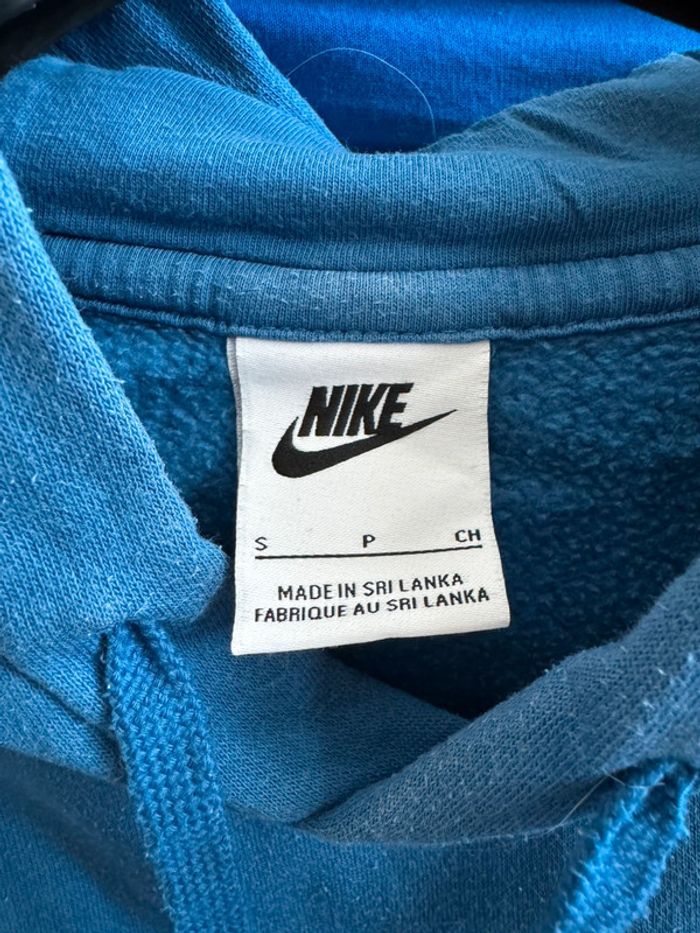 NIKE
S P CH
MADE IN SRI LANKA
FABRIQUE AU SRI LANKA